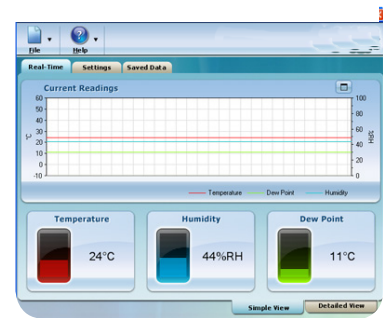 File Help
Real-Time Settings Saved Data
Current Readings
60 100
50
40 80
30 60
20
10 40
0 20
-10 0
°C %RH
Temperature Dew Point Humidity
Temperature Humidity Dew Point
24°C 44%RH 11°C
Simple View Detailed View